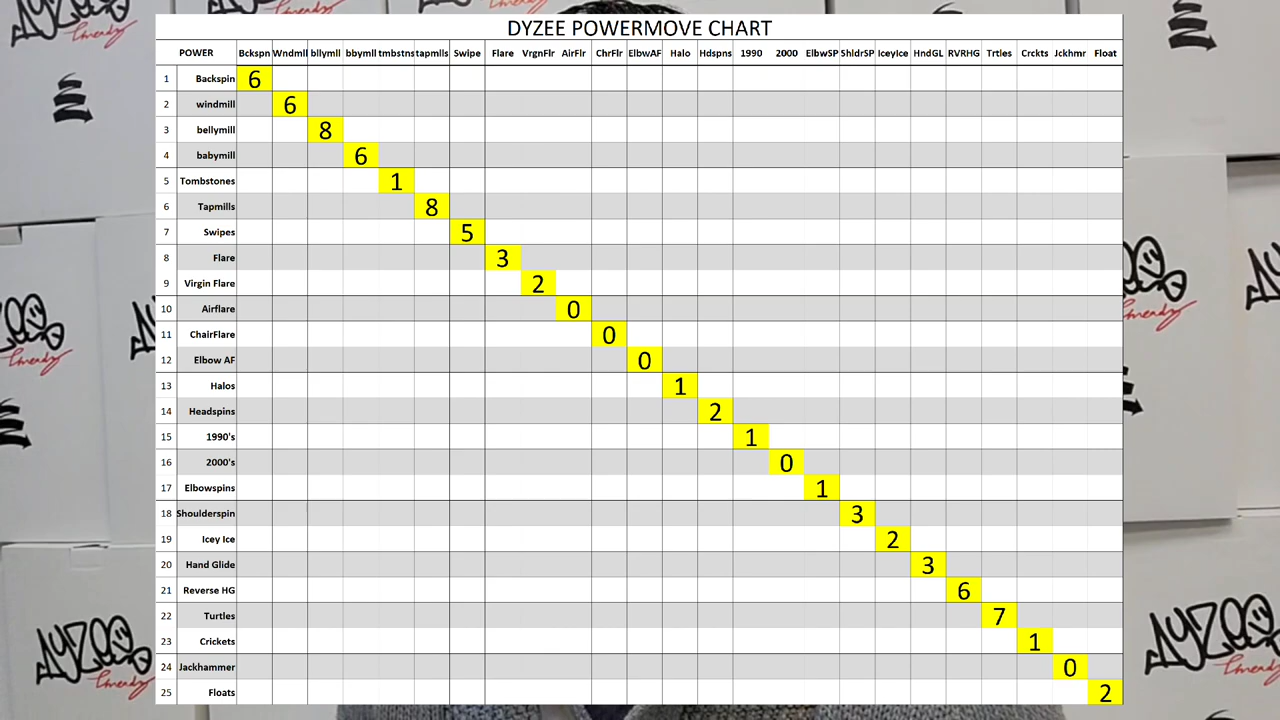 DYZEE POWERMOVE CHART
POWER Bckspn Wndmil bllymll bbymll tmbstns tapmlls Swipe Flare VrgnFlr AirFlr ChrFlr ElbwAF Halo Hdspns 1990 2000 ElbwSP ShldrSP IceyIce HndGL RVRHG Trtles Crckts Jckhmr Float
1 Backspin 6
2 windmill 6
3 bellymill 8
4 babymill 6
5 Tombstones 1
6 Tapmills 8
7 Swipes 5
8 Flare 3
9 Virgin Flare 2
10 Airflare 0
11 ChairFlare 0
12 Elbow AF 0
13 Halos 1
14 Headspins 2
15 1990's 1
16 2000's 0
17 Elbowspins 1
18 Shoulderspin 3
19 Icey Ice 2
20 Hand Glide 3
21 Reverse HG 6
22 Turtles 7
23 Crickets 1
24 Jackhammer 0
25 Floats 2
DYZEE
DYZEE